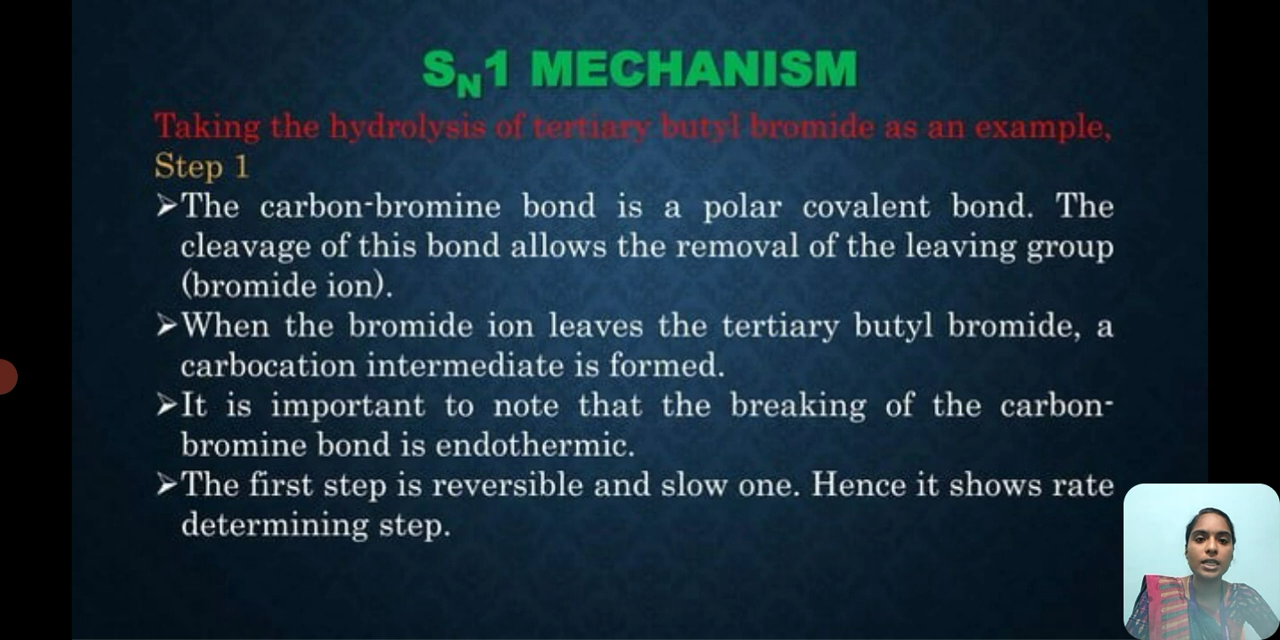 SN1 MECHANISM
Taking the hydrolysis of tertiary butyl bromide as an example,
Step 1
➢The carbon-bromine bond is a polar covalent bond. The
cleavage of this bond allows the removal of the leaving group
(bromide ion).
➢When the bromide ion leaves the tertiary butyl bromide, a
carbocation intermediate is formed.
➢It is important to note that the breaking of the carbon-
bromine bond is endothermic.
➢The first step is reversible and slow one. Hence it shows rate
determining step.